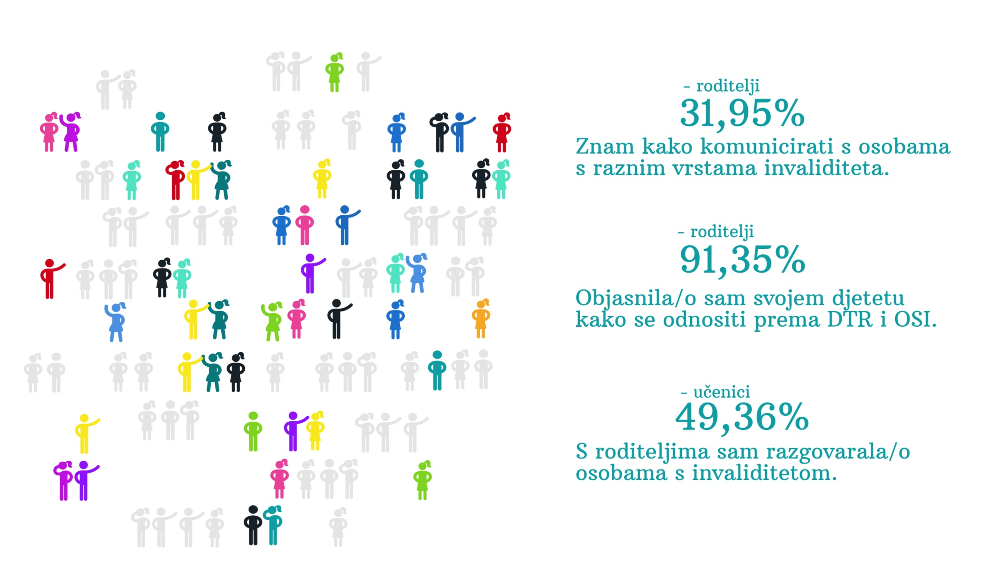 - roditelji
31,95%
Znam kako komunicirati s osobama
s raznim vrstama invaliditeta.
- roditelji
91,35%
Objasnila/o sam svojem djetetu
kako se odnositi prema DTR i OSI.
- učenici
49,36%
S roditeljima sam razgovarala/o
osobama s invaliditetom.